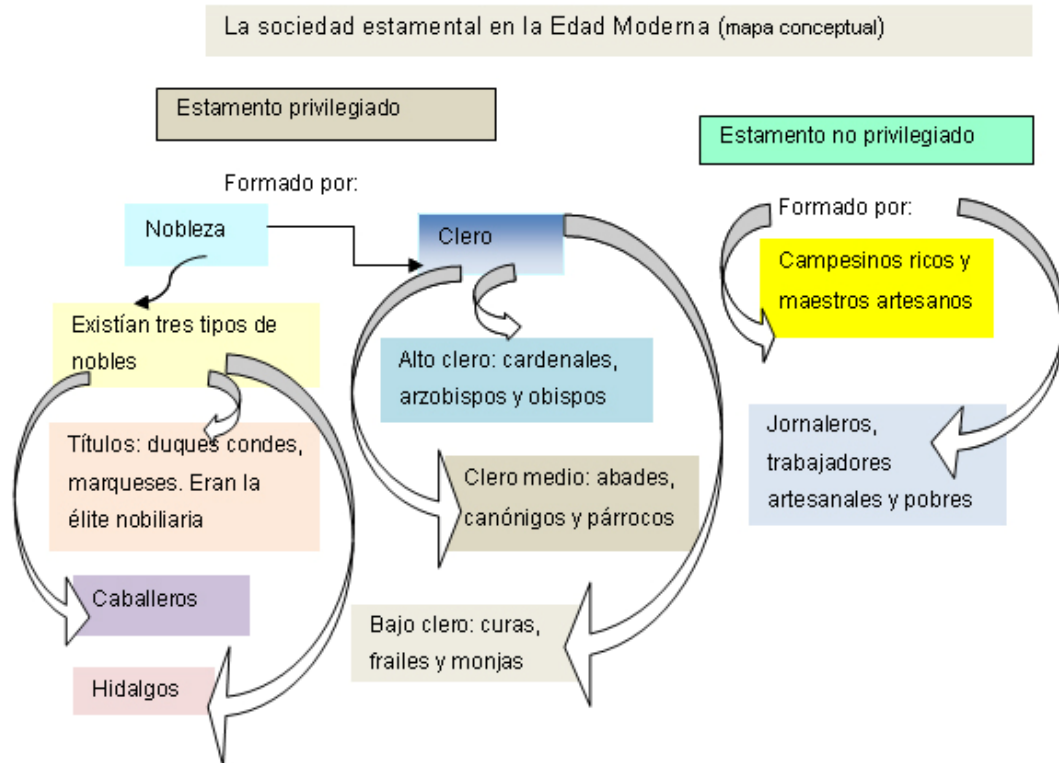 La sociedad estamental en la Edad Moderna (mapa conceptual)
Estamento privilegiado
Formado por:
Nobleza
Existían tres tipos de
nobles
Títulos: duques condes,
marqueses. Eran la
élite nobiliaria
Caballeros
Hidalgos
Clero
Alto clero: cardenales,
arzobispos y obispos
Clero medio: abades,
canónigos y párrocos
Bajo clero: curas,
frailes y monjas
Estamento no privilegiado
Formado por:
Campesinos ricos y
maestros artesanos
Jornaleros,
trabajadores
artesanales y pobres